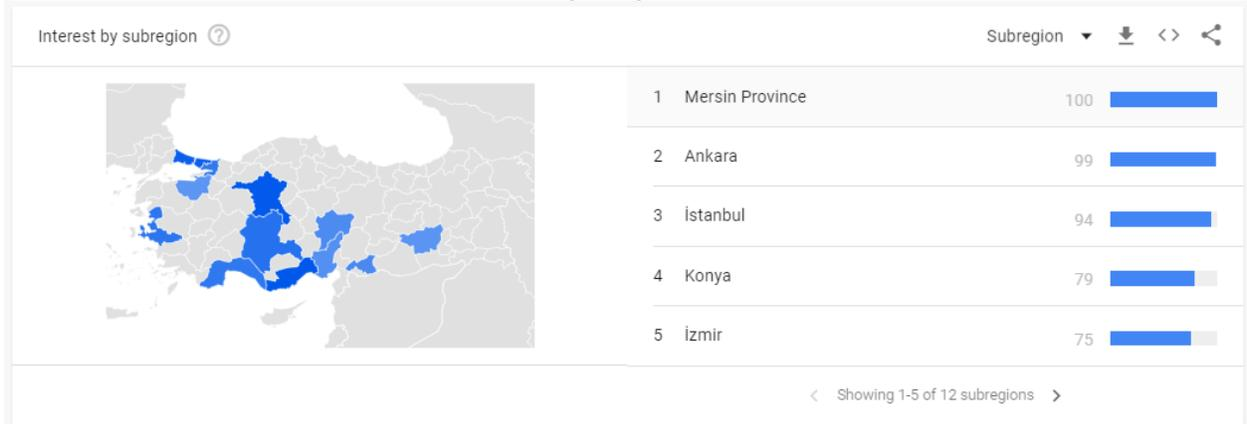 Interest by subregion ?
Subregion
1 Mersin Province 100
2 Ankara 99
3 İstanbul 94
4 Konya 79
5 İzmir 75
Showing 1-5 of 12 subregions